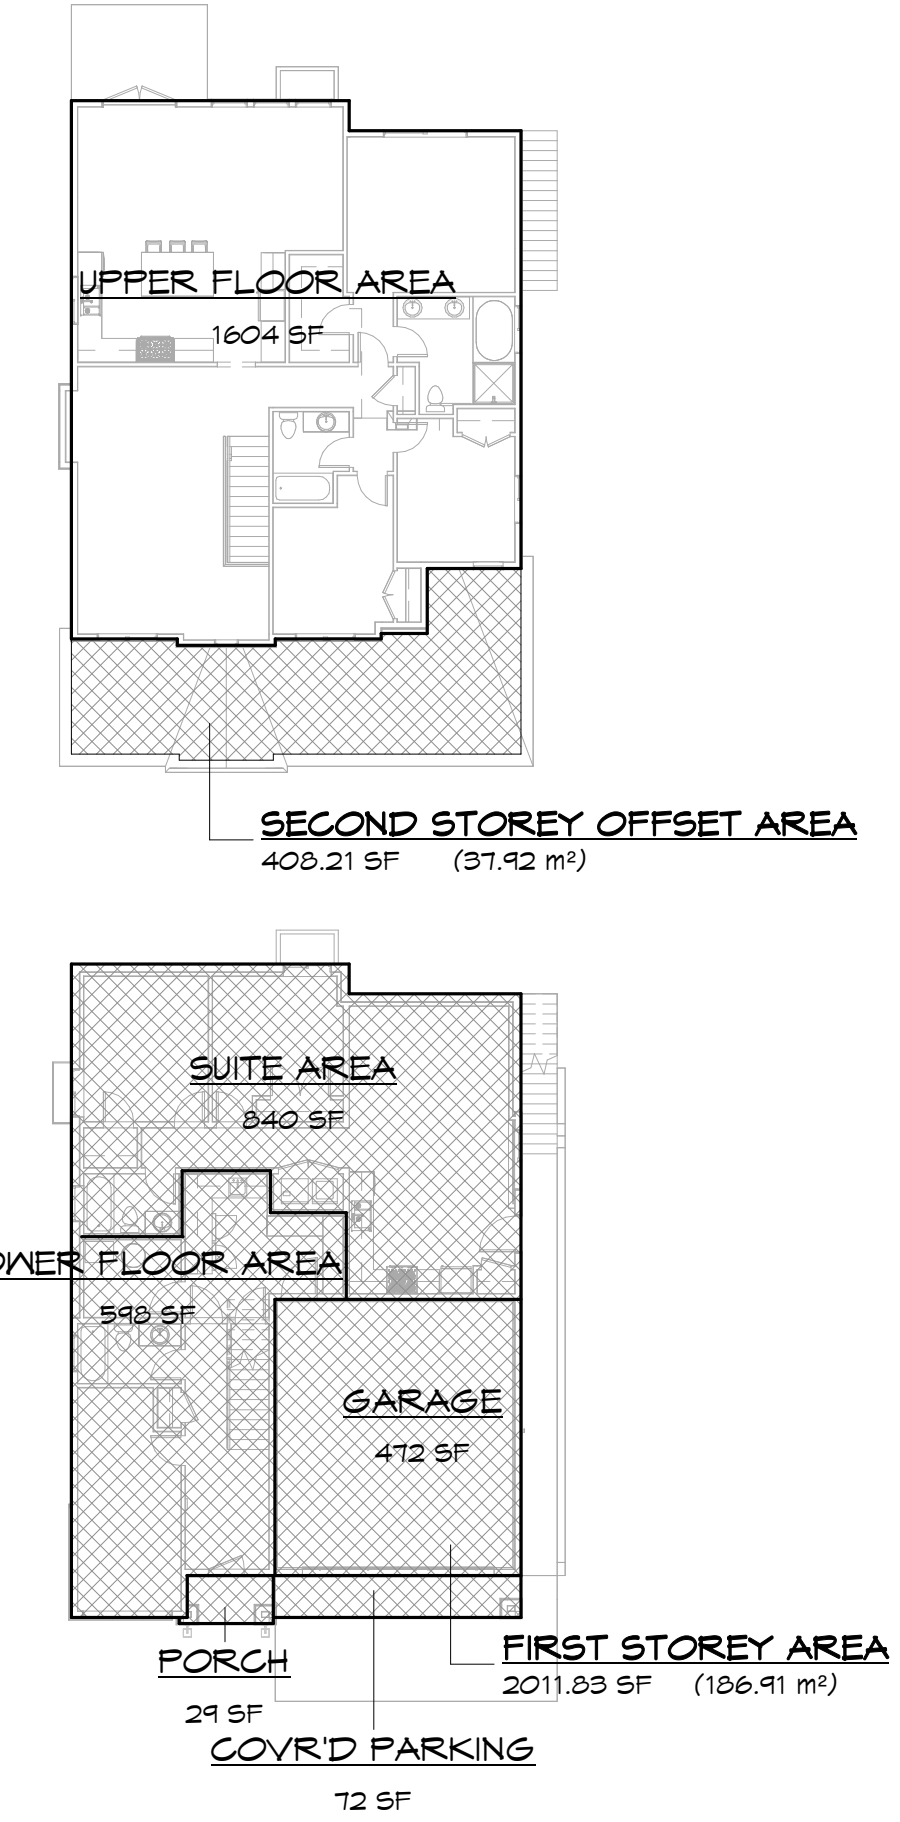 UPPER FLOOR AREA
1604 SF
SECOND STOREY OFFSET AREA
408.21 SF (37.92 m²)
SUITE AREA
840 SF
OWER FLOOR AREA
598 SF
GARAGE
472 SF
FIRST STOREY AREA
2011.83 SF (186.91 m²)
PORCH
29 SF
COVR'D PARKING
72 SF